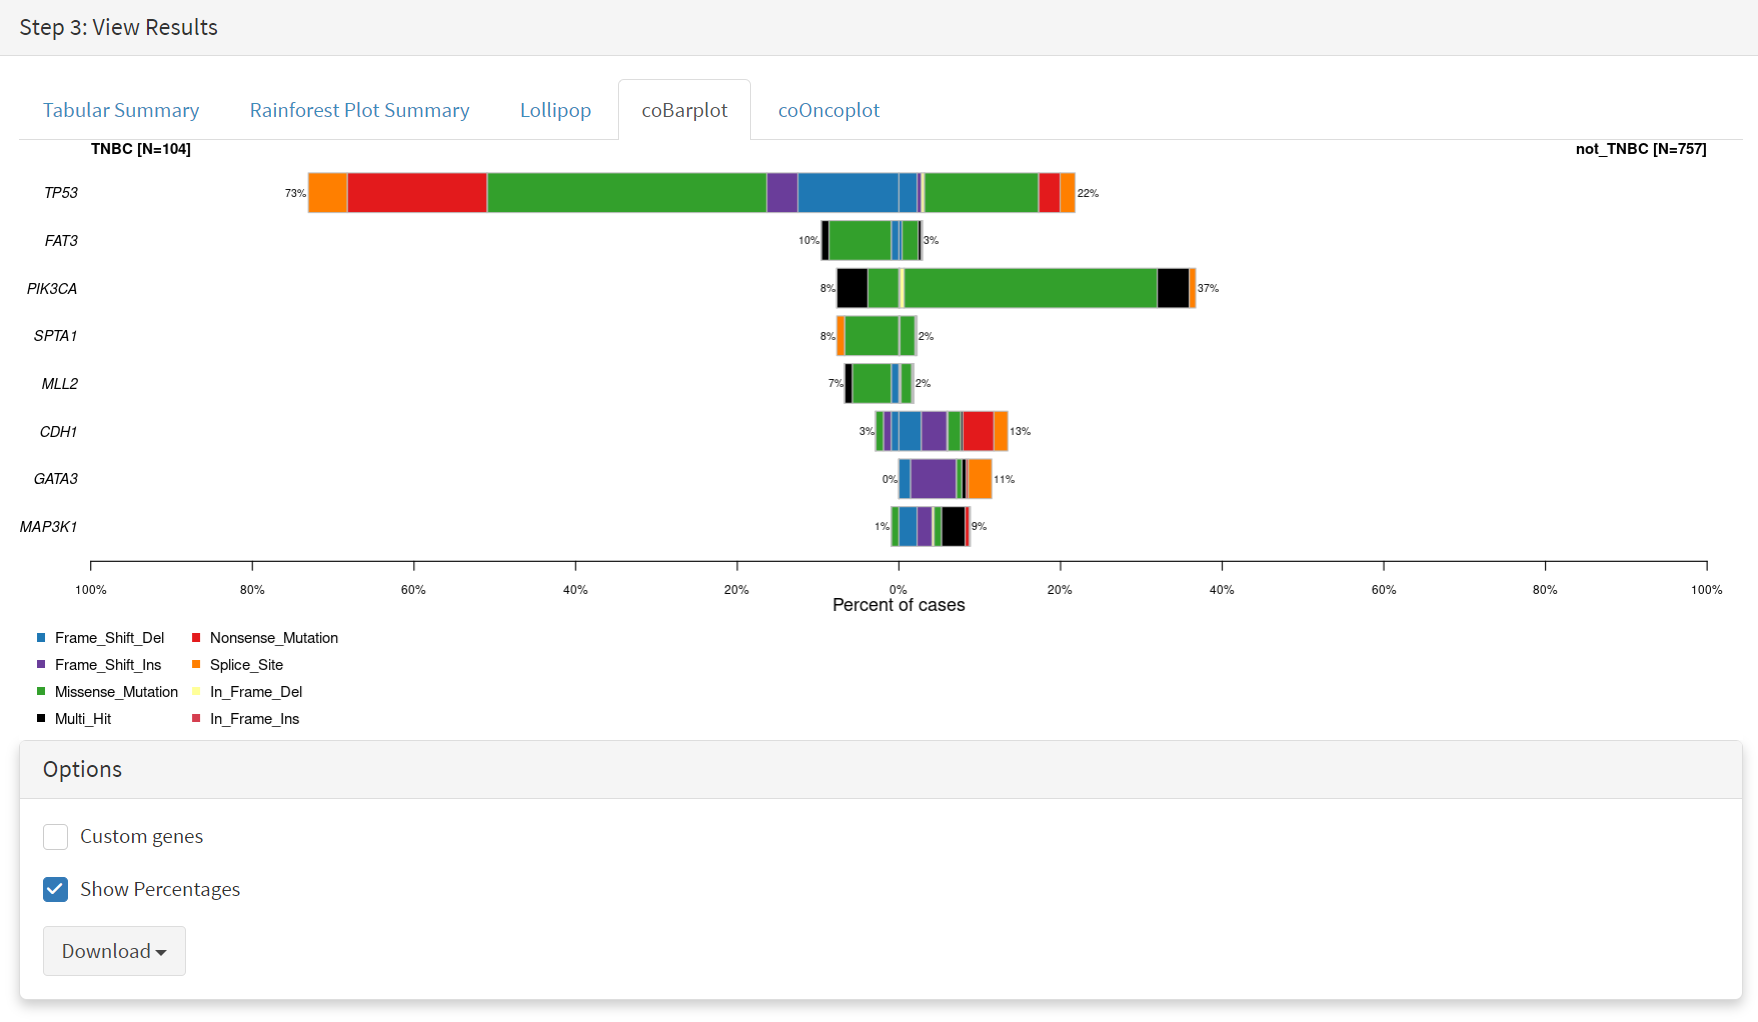 Step 3: View Results
Tabular Summary Rainforest Plot Summary Lollipop coBarplot coOncoplot
TNBC [N=104] not_TNBC [N=757]
TP53 73% 22%
FAT3 10% 3%
PIK3CA 8% 37%
SPTA1 8% 2%
MLL2 7% 2%
CDH1 3% 13%
GATA3 0% 11%
MAP3K1 1% 9%
100% 80% 60% 40% 20% 0% 20% 40% 60% 80% 100%
Percent of cases
Frame_Shift_Del Nonsense_Mutation
Frame_Shift_Ins Splice_Site
Missense_Mutation In_Frame_Del
Multi_Hit In_Frame_Ins
Options
Custom genes
Show Percentages
Download